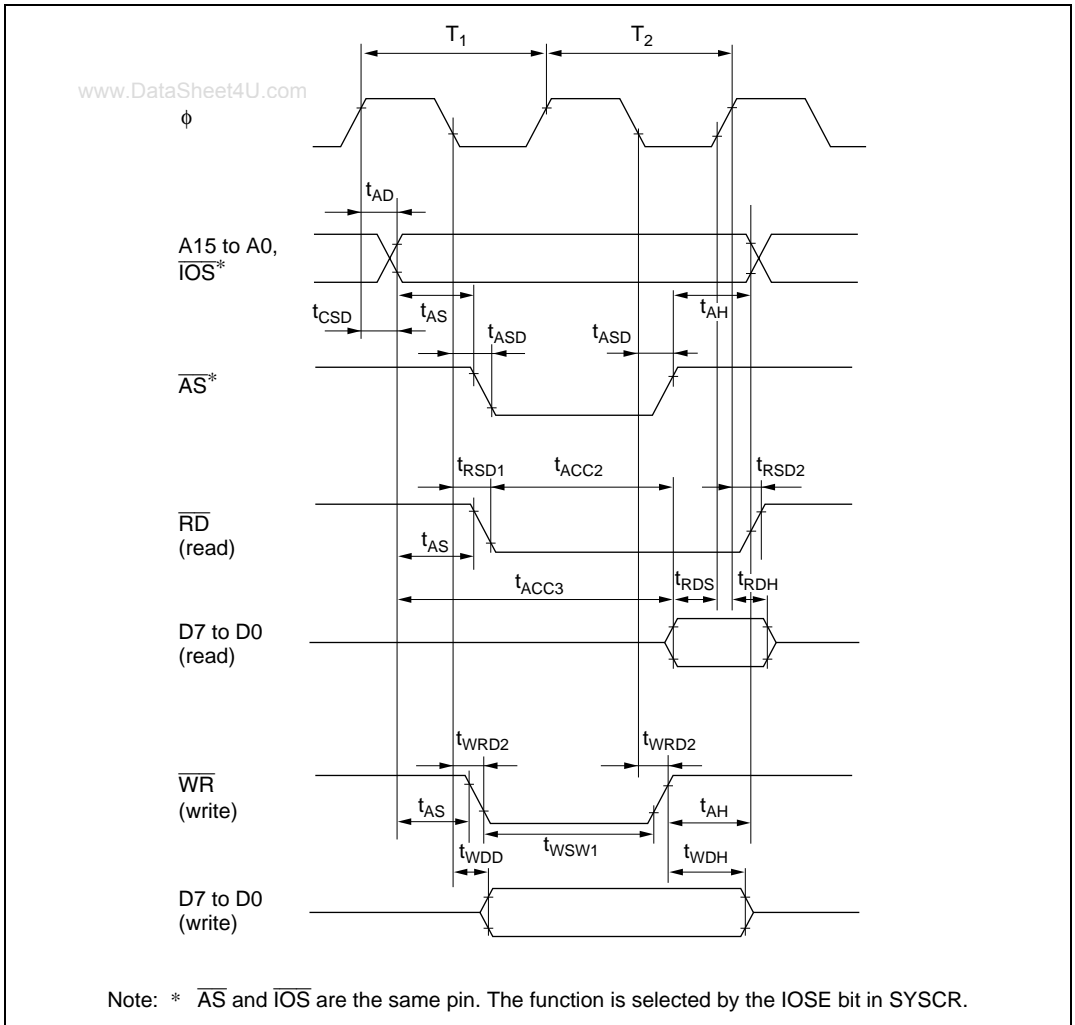 T1 T2
www.DataSheet4U.com
ϕ
tAD
A15 to A0,
IOS*
tCSD tAS tASD tASD tAH
AS*
tRSD1 tACC2 tRSD2
RD
(read)
tAS
tACC3 tRDS tRDH
D7 to D0
(read)
tWRD2 tWRD2
WR
(write)
tAS tAH
tWSW1
tWDD tWDH
D7 to D0
(write)
Note: * AS and IOS are the same pin. The function is selected by the IOSE bit in SYSCR.